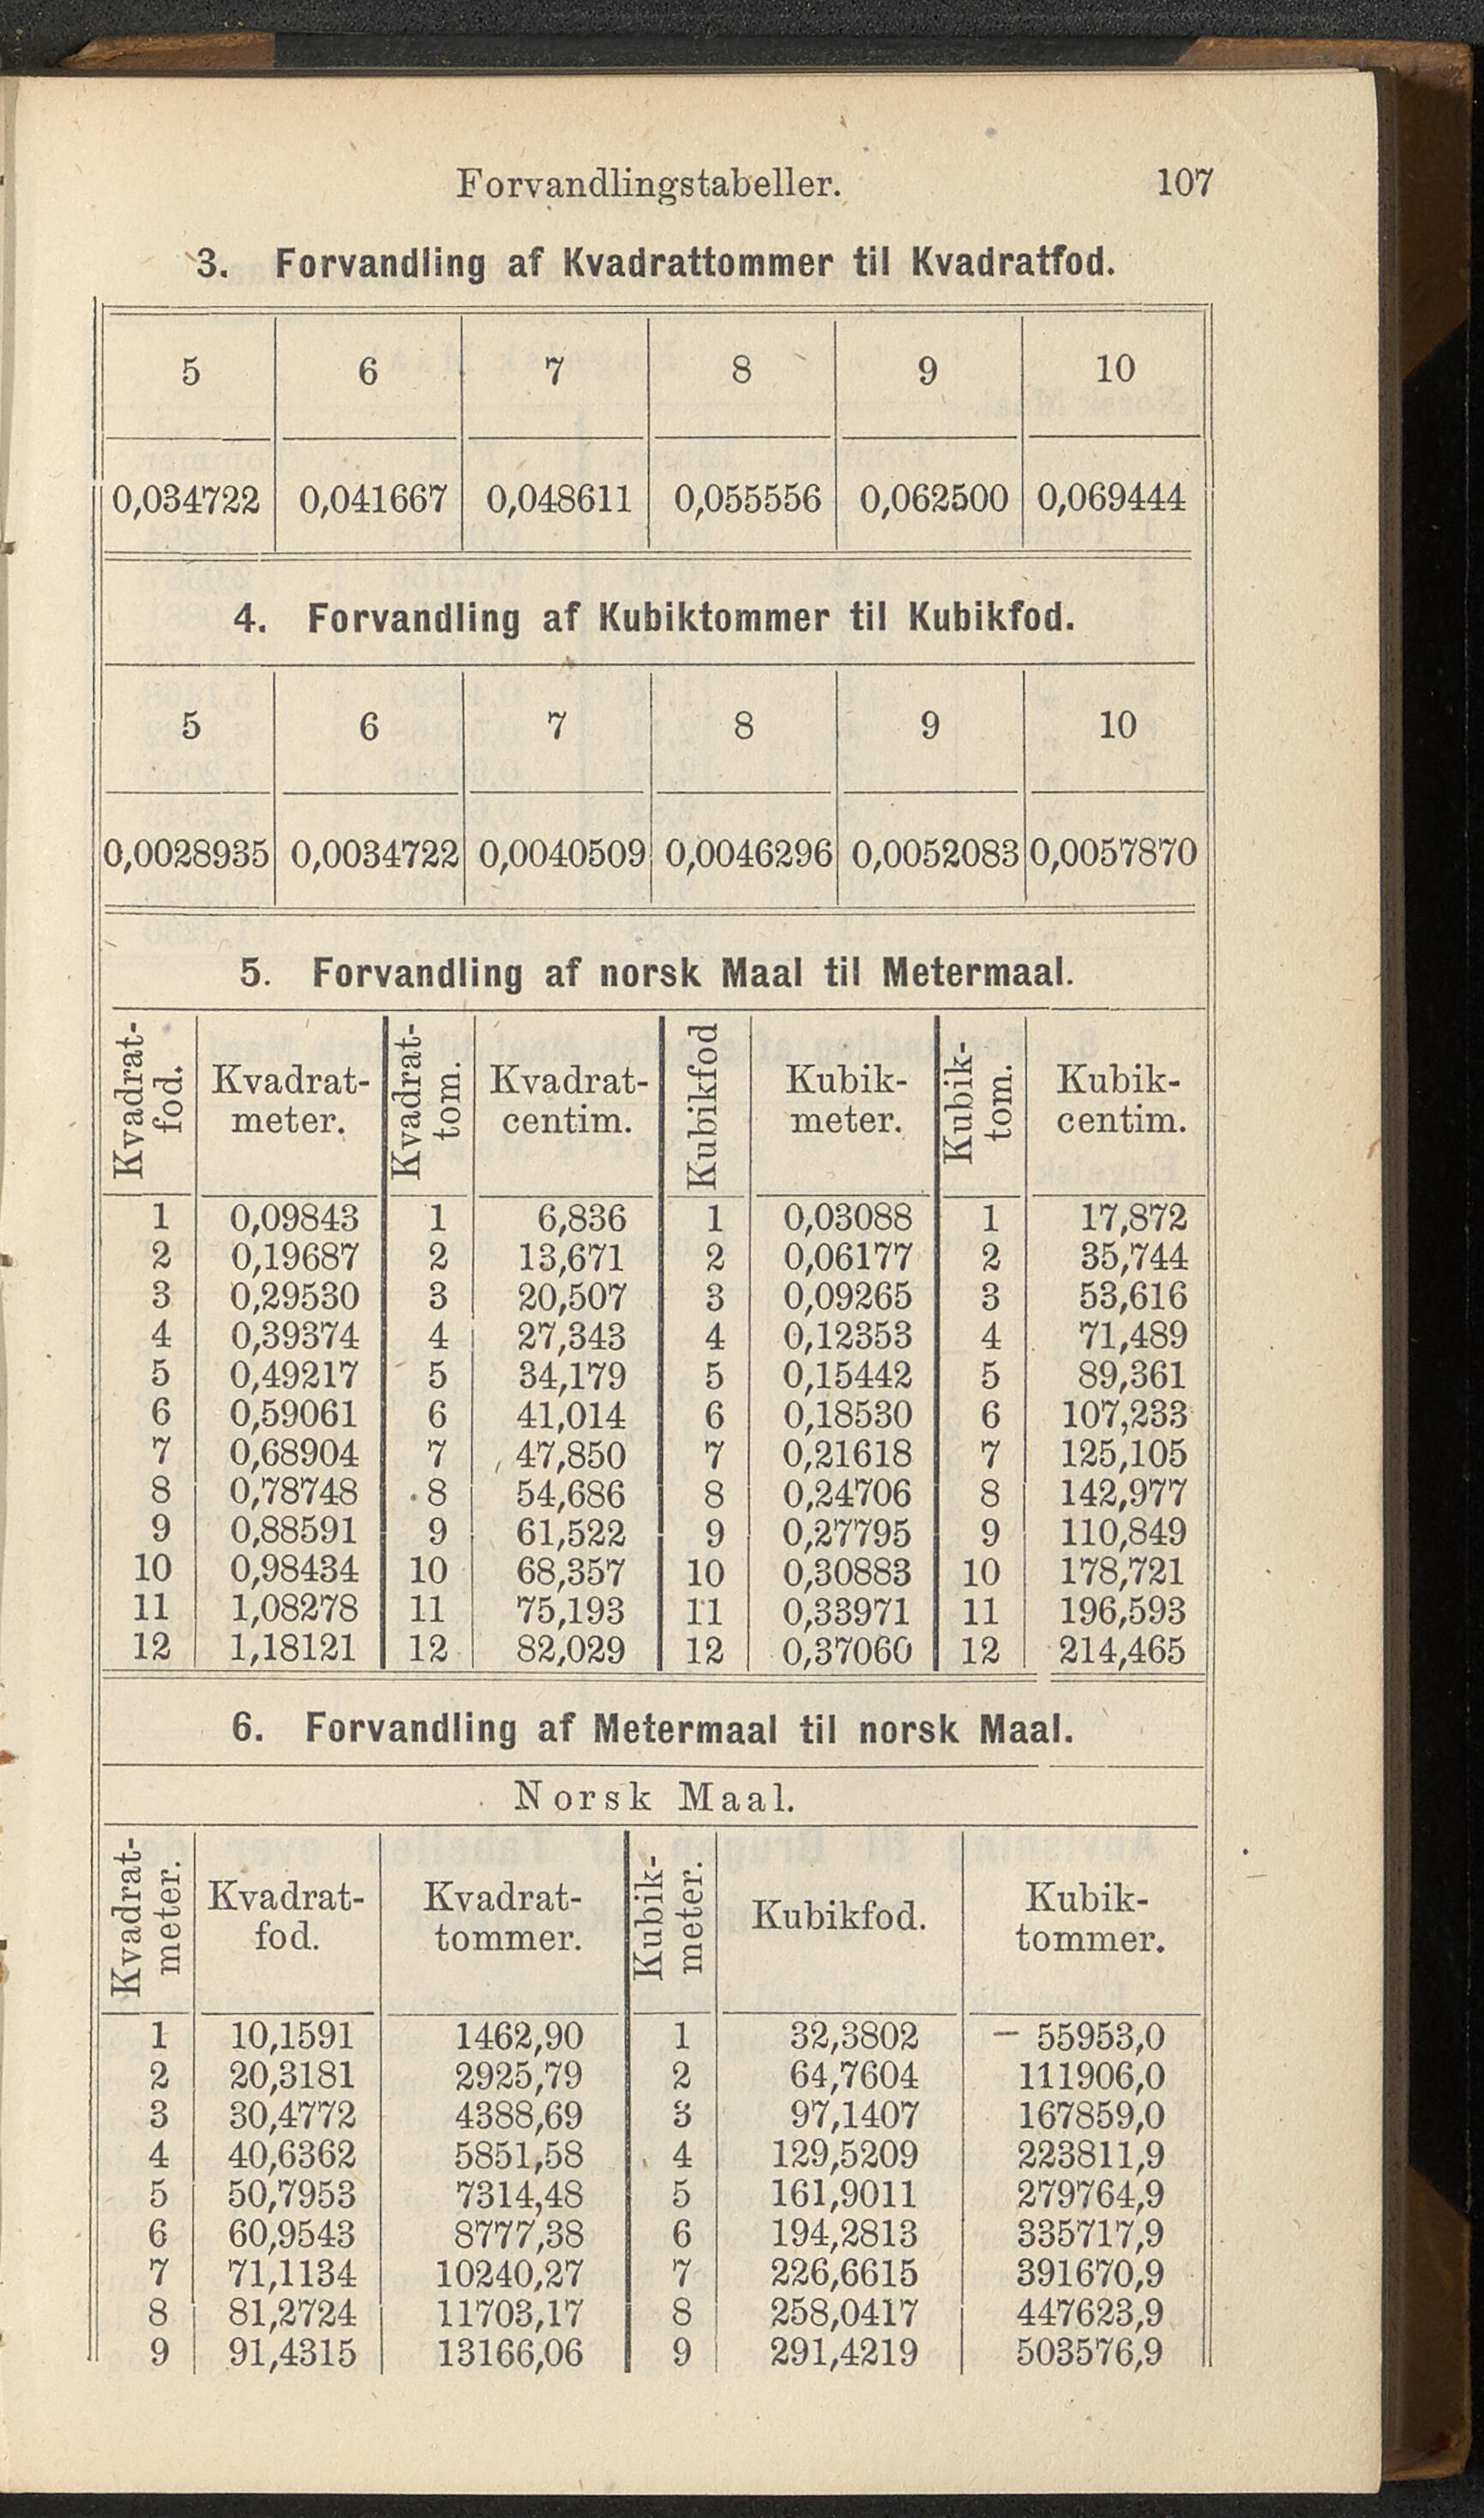 Forvandlingstabeller. 107
3. Forvandling af Kvadrattommer til Kvadratfod.
5 6 7 8 9 10
0,034722 0,041667 0,048611 0,055556 0,062500 0,069444
4. Forvandling af Kubiktommer til Kubikfod.
5 6 7 8 9 10
0,0028935 0,0034722 0,0040509 0,0046296 0,0052083 0,0057870
5. Forvandling af norsk Maal til Metermaal.
Kvadrat-
fod.
Kvadrat-
meter.
Kvadrat-
tom.
Kvadrat-
centim.
Kubikfod
Kubik-
meter.
Kubik-
tom.
Kubik-
centim.
1 0,09843 1 6,836 1 0,03088 1 17,872
2 0,19687 2 13,671 2 0,06177 2 35,744
3 0,29530 3 20,507 3 0,09265 3 53,616
4 0,39374 4 27,343 4 0,12353 4 71,489
5 0,49217 5 34,179 5 0,15442 5 89,361
6 0,59061 6 41,014 6 0,18530 6 107,233
7 0,68904 7 47,850 7 0,21618 7 125,105
8 0,78748 8 54,686 8 0,24706 8 142,977
9 0,88591 9 61,522 9 0,27795 9 110,849
10 0,98434 10 68,357 10 0,30883 10 178,721
11 1,08278 11 75,193 11 0,33971 11 196,593
12 1,18121 12 82,029 12 0,37060 12 214,465
6. Forvandling af Metermaal til norsk Maal.
Norsk Maal.
Kvadrat-
meter.
Kvadrat-
fod.
Kvadrat-
tommer.
Kubik-
meter.
Kubikfod.
Kubik-
tommer.
1 10,1591 1462,90 1 32,3802 – 55953,0
2 20,3181 2925,79 2 64,7604 111906,0
3 30,4772 4388,69 3 97,1407 167859,0
4 40,6362 5851,58 4 129,5209 223811,9
5 50,7953 7314,48 5 161,9011 279764,9
6 60,9543 8777,38 6 194,2813 335717,9
7 71,1134 10240,27 7 226,6615 391670,9
8 81,2724 11703,17 8 258,0417 447623,9
9 91,4315 13166,06 9 291,4219 503576,9